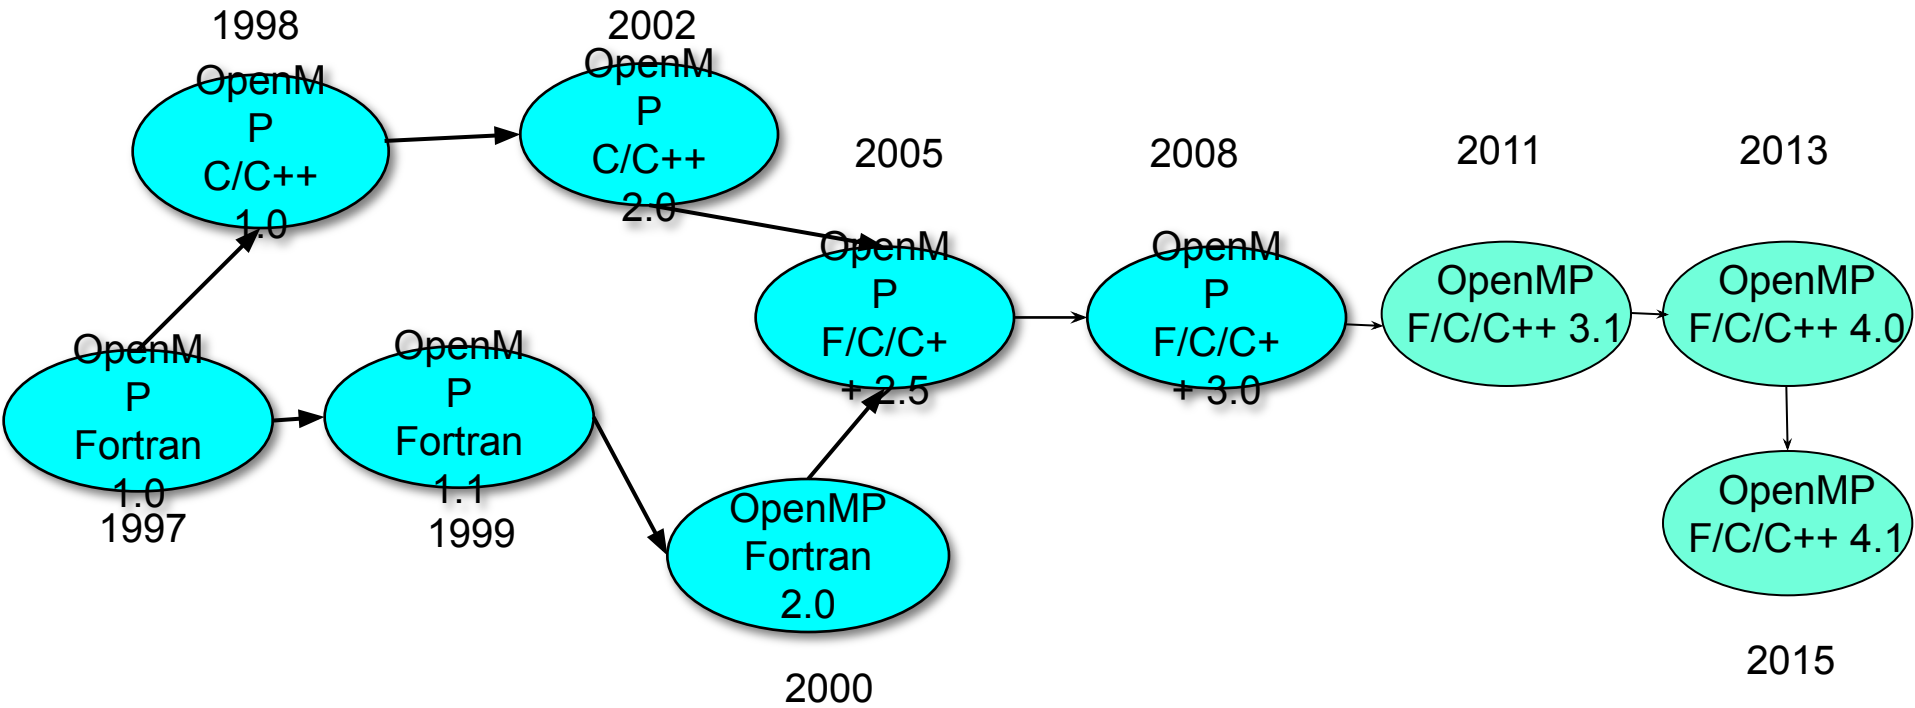 1998
OpenM
P
C/C++
1.0
2002
OpenM
P
C/C++
2.0
OpenM
P
Fortran
1.0
1997
OpenM
P
Fortran
1.1
1999
OpenMP
Fortran
2.0
2000
2005
OpenM
P
F/C/C+
+ 2.5
2008
OpenM
P
F/C/C+
+ 3.0
2011
OpenMP
F/C/C++ 3.1
2013
OpenMP
F/C/C++ 4.0
OpenMP
F/C/C++ 4.1
2015